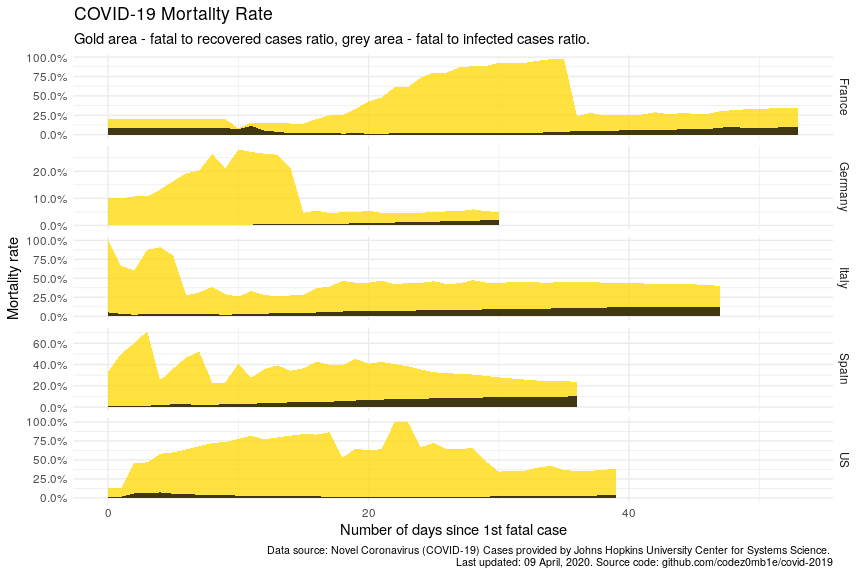 COVID-19 Mortality Rate
Gold area - fatal to recovered cases ratio, grey area - fatal to infected cases ratio.
100.0%
75.0%
50.0%
25.0%
0.0%
France
20.0%
10.0%
0.0%
Germany
100.0%
75.0%
50.0%
25.0%
0.0%
Italy
60.0%
40.0%
20.0%
0.0%
Spain
100.0%
75.0%
50.0%
25.0%
0.0%
US
Mortality rate
0 20 40
Number of days since 1st fatal case
Data source: Novel Coronavirus (COVID-19) Cases provided by Johns Hopkins University Center for Systems Science.
Last updated: 09 April, 2020. Source code: github.com/codez0mb1e/covid-2019